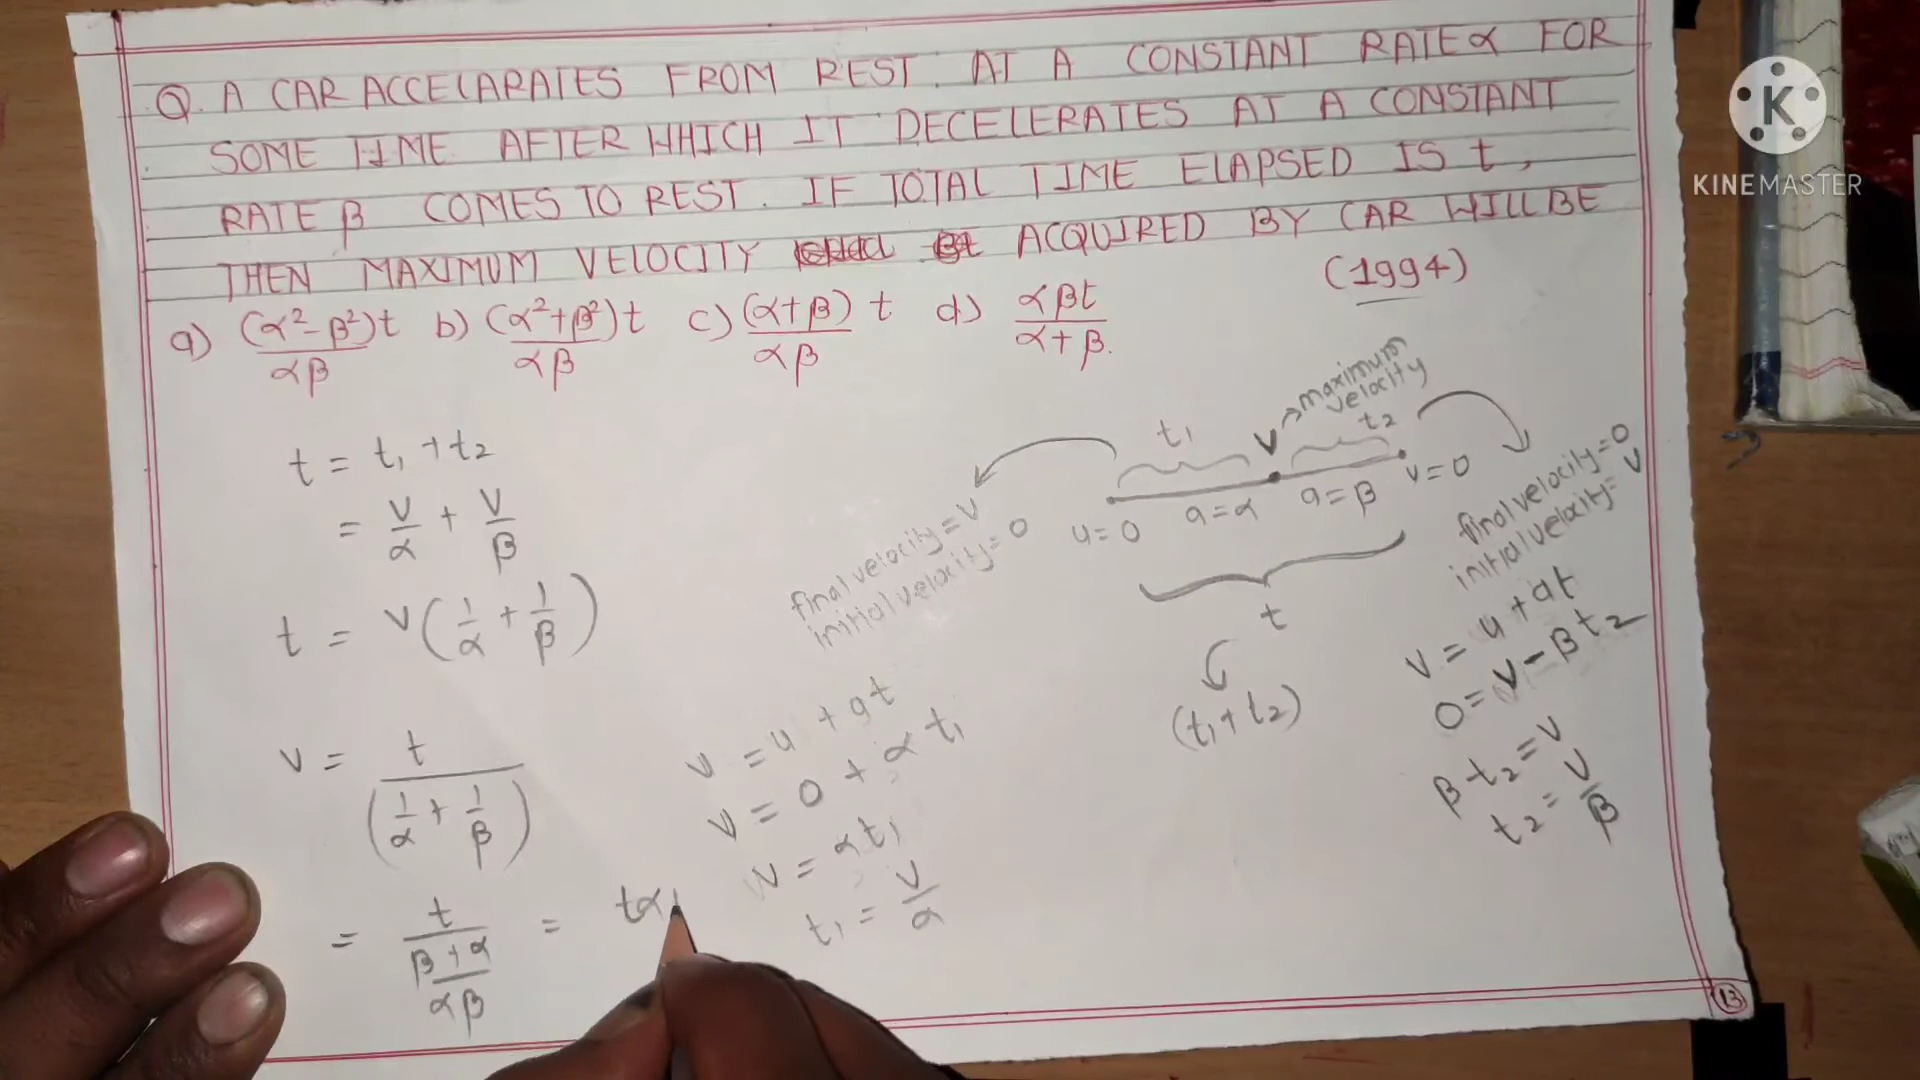 Q. A CAR ACCELARATES FROM REST. AT A CONSTANT RATE α FOR
SOME TIME AFTER WHICH IT DECELERATES AT A CONSTANT
RATE β COMES TO REST. IF TOTAL TIME ELAPSED IS t,
THEN MAXIMUM VELOCITY ACQUIRED BY CAR WILL BE
(1994)
a) (α²-β²)t/αβ b) (α²+β²)t/αβ c) (α+β)/αβ t d) αβt/α+β.
t = t₁ + t₂
= V/α + V/β
t = V(1/α + 1/β)
V = t/(1/α + 1/β)
= t/(β+α/αβ) = tα
t₁ V → maximum velocity t₂
u=0 a=α a=β v=0
t
(t₁+t₂)
final velocity = V
initial velocity = 0
V = u + at
V = 0 + αt₁
V = αt₁
t₁ = V/α
final velocity = 0
initial velocity = V
V = u + at
0 = V - βt₂
βt₂ = V
t₂ = V/β
13
K
KINEMASTER